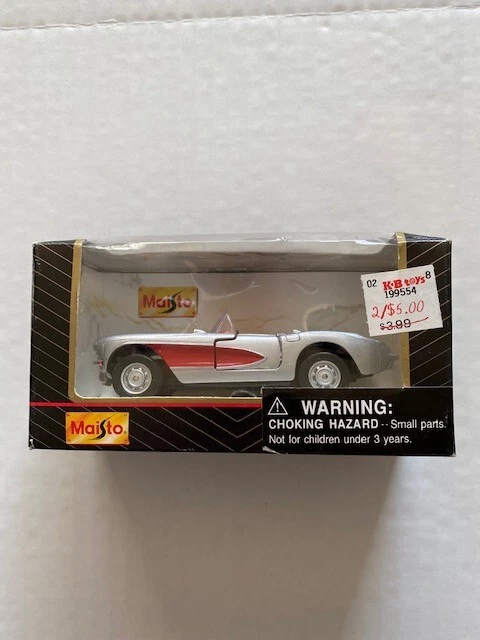 Maisto
02 K·B toys 8
199554
2/$5.00
$3.99
Maisto
WARNING:
CHOKING HAZARD -- Small parts.
Not for children under 3 years.